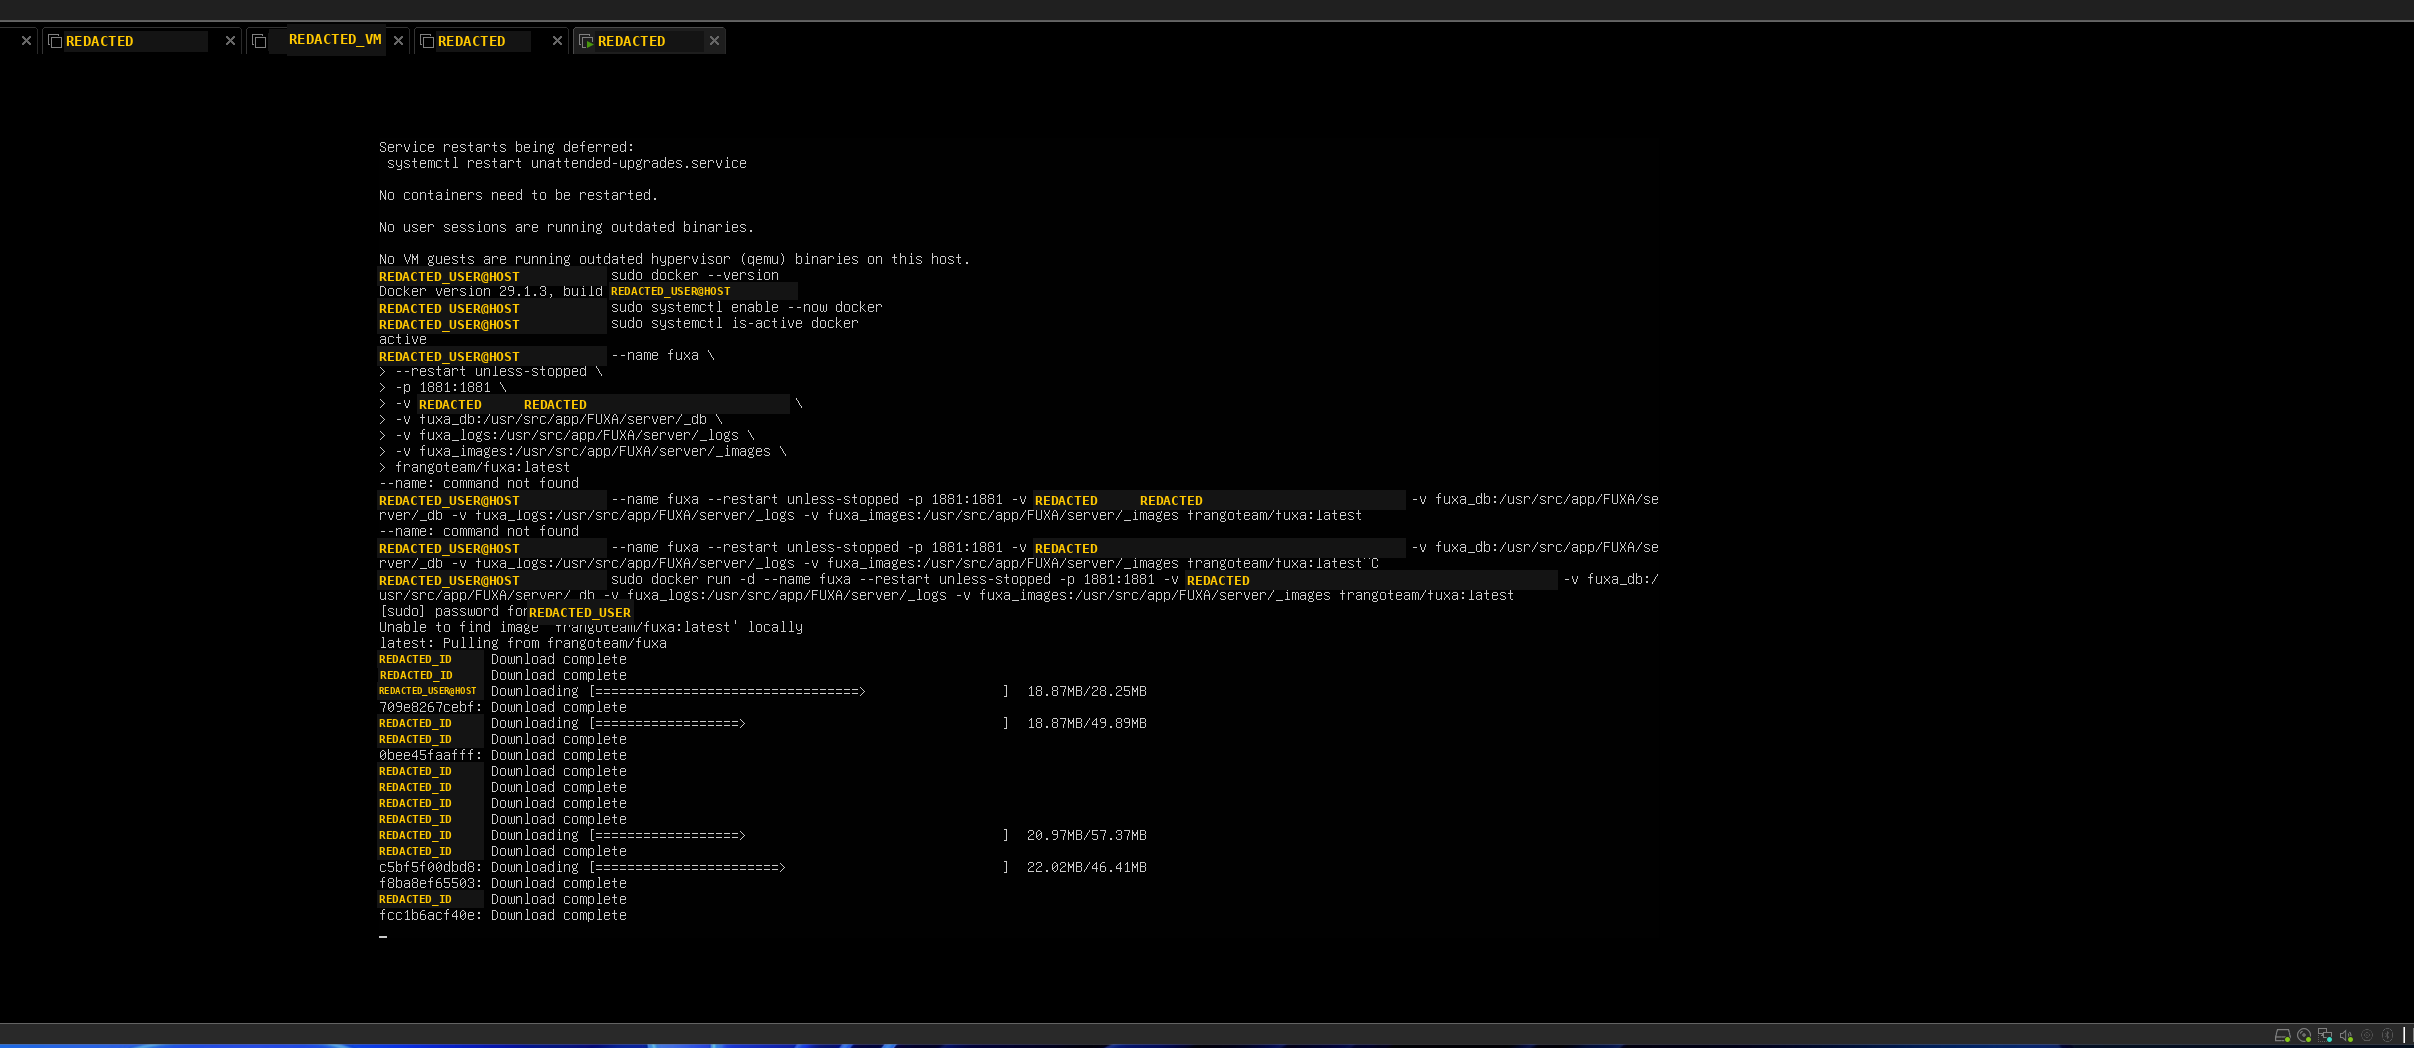 REDACTED REDACTED_VM REDACTED REDACTED
Service restarts being deferred:
systemctl restart unattended-upgrades.service
No containers need to be restarted.
No user sessions are running outdated binaries.
No VM guests are running outdated hypervisor (qemu) binaries on this host.
REDACTED_USER@HOST sudo docker --version
Docker version 29.1.3, build REDACTED_USER@HOST
REDACTED_USER@HOST sudo systemctl enable --now docker
REDACTED_USER@HOST sudo systemctl is-active docker
active
REDACTED_USER@HOST --name fuxa \
> --restart unless-stopped \
> -p 1881:1881 \
> -v REDACTED REDACTED \
> -v fuxa_db:/usr/src/app/FUXA/server/_db \
> -v fuxa_logs:/usr/src/app/FUXA/server/_logs \
> -v fuxa_images:/usr/src/app/FUXA/server/_images \
> frangoteam/fuxa:latest
--name: command not found
REDACTED_USER@HOST --name fuxa --restart unless-stopped -p 1881:1881 -v REDACTED REDACTED -v fuxa_db:/usr/src/app/FUXA/se
rver/_db -v fuxa_logs:/usr/src/app/FUXA/server/_logs -v fuxa_images:/usr/src/app/FUXA/server/_images frangoteam/fuxa:latest
--name: command not found
REDACTED_USER@HOST --name fuxa --restart unless-stopped -p 1881:1881 -v REDACTED -v fuxa_db:/usr/src/app/FUXA/se
rver/_db -v fuxa_logs:/usr/src/app/FUXA/server/_logs -v fuxa_images:/usr/src/app/FUXA/server/_images frangoteam/fuxa:latest^C
REDACTED_USER@HOST sudo docker run -d --name fuxa --restart unless-stopped -p 1881:1881 -v REDACTED -v fuxa_db:/
usr/src/app/FUXA/server/_db -v fuxa_logs:/usr/src/app/FUXA/server/_logs -v fuxa_images:/usr/src/app/FUXA/server/_images frangoteam/fuxa:latest
[sudo] password for REDACTED_USER
Unable to find image 'frangoteam/fuxa:latest' locally
latest: Pulling from frangoteam/fuxa
REDACTED_ID Download complete
REDACTED_ID Download complete
REDACTED_USER@HOST Downloading [=================================> ] 18.87MB/28.25MB
709e8267cebf: Download complete
REDACTED_ID Downloading [==================> ] 18.87MB/49.89MB
REDACTED_ID Download complete
0bee45faafff: Download complete
REDACTED_ID Download complete
REDACTED_ID Download complete
REDACTED_ID Download complete
REDACTED_ID Download complete
REDACTED_ID Downloading [==================> ] 20.97MB/57.37MB
REDACTED_ID Download complete
c5bf5f00dbd8: Downloading [=======================> ] 22.02MB/46.41MB
f8ba8ef65503: Download complete
REDACTED_ID Download complete
fcc1b6acf40e: Download complete